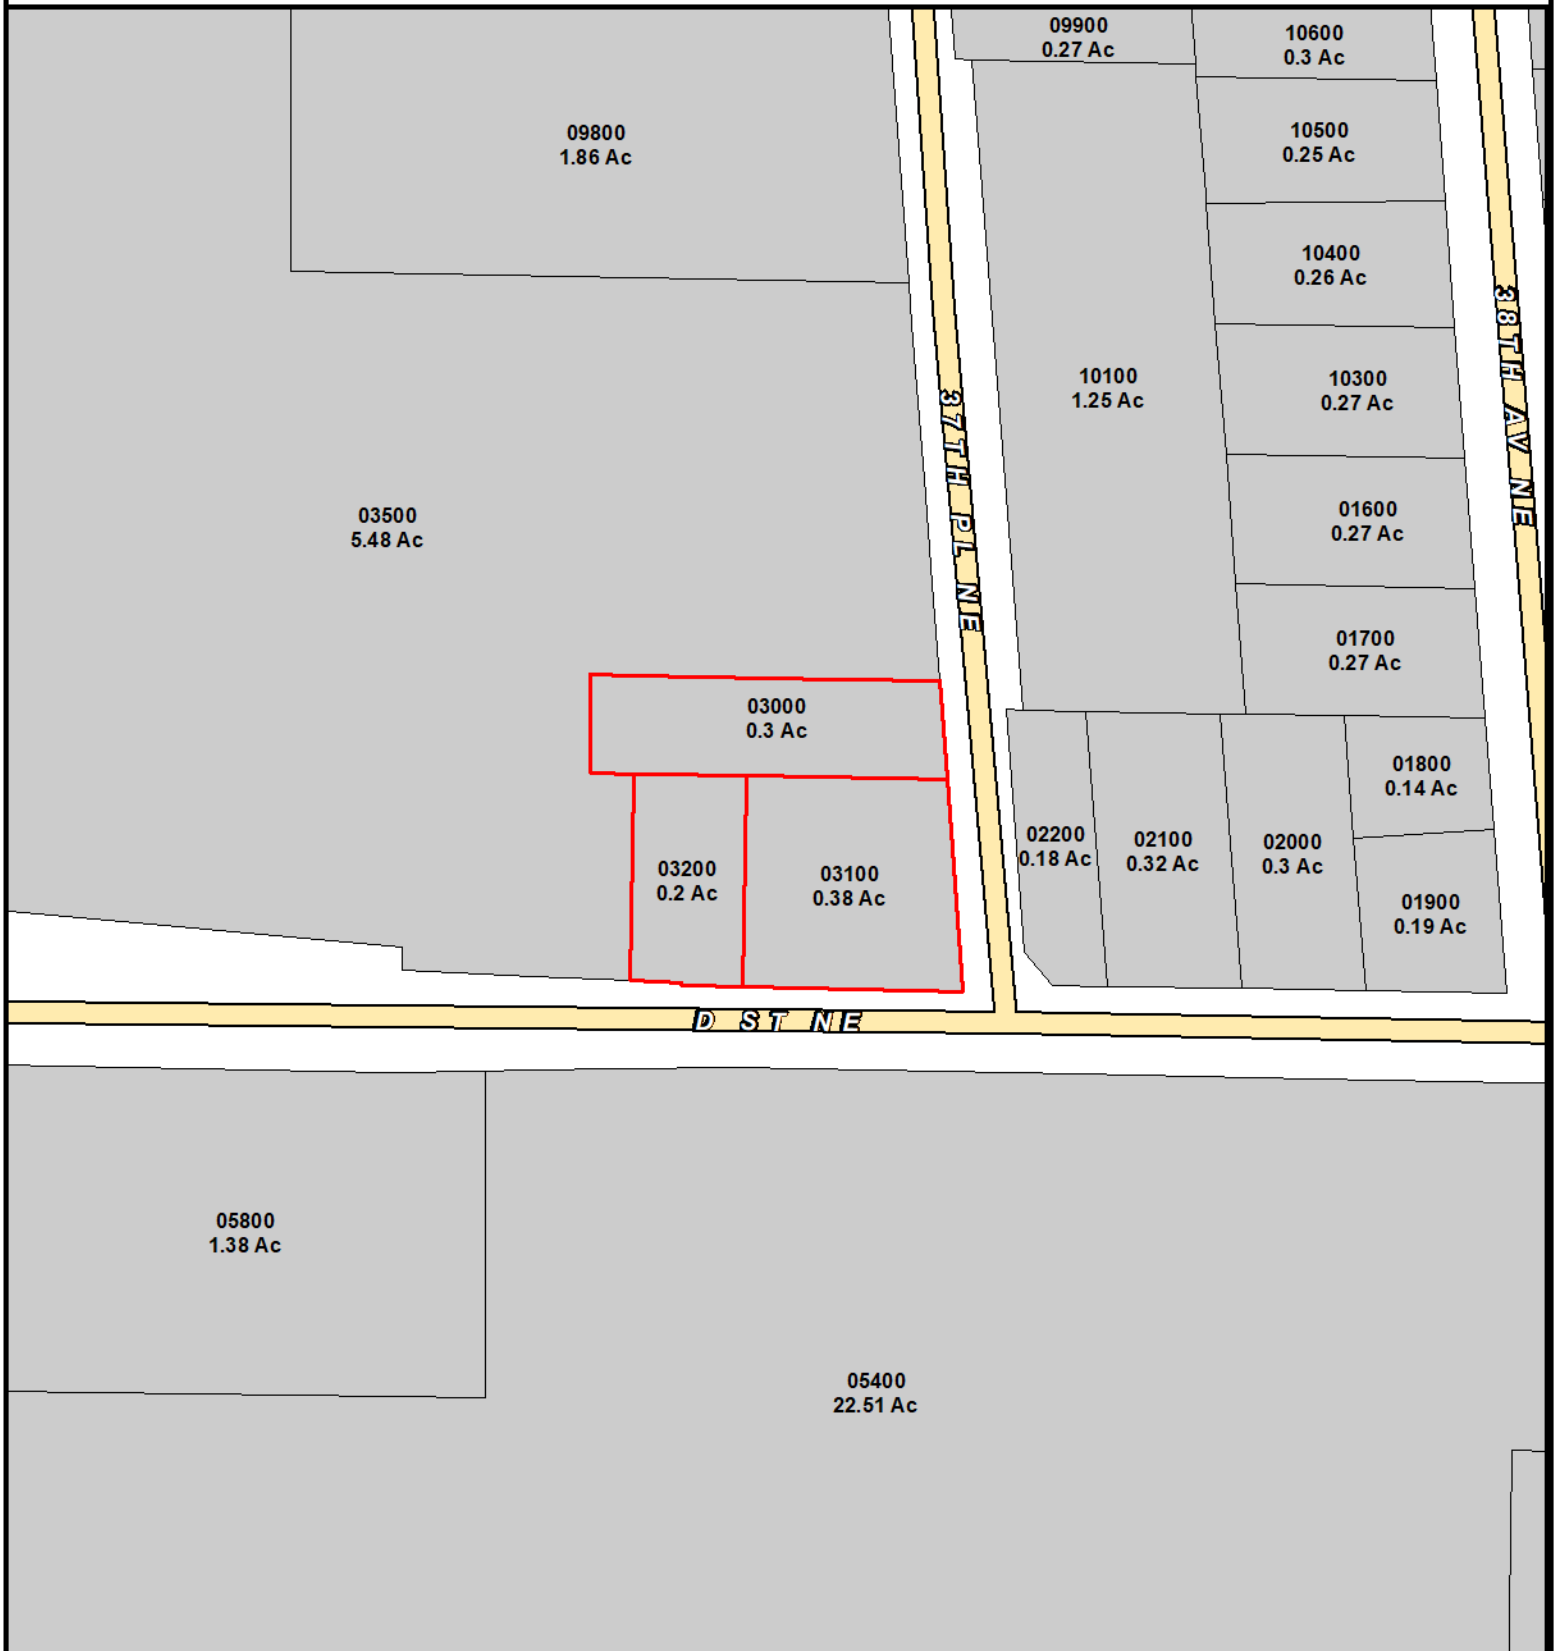 09900
0.27 Ac
10600
0.3 Ac
09800
1.86 Ac
10500
0.25 Ac
10400
0.26 Ac
38TH AV NE
10100
1.25 Ac
10300
0.27 Ac
37TH PL NE
03500
5.48 Ac
01600
0.27 Ac
01700
0.27 Ac
03000
0.3 Ac
01800
0.14 Ac
02200
0.18 Ac
02100
0.32 Ac
02000
0.3 Ac
03200
0.2 Ac
03100
0.38 Ac
01900
0.19 Ac
D ST NE
05800
1.38 Ac
05400
22.51 Ac